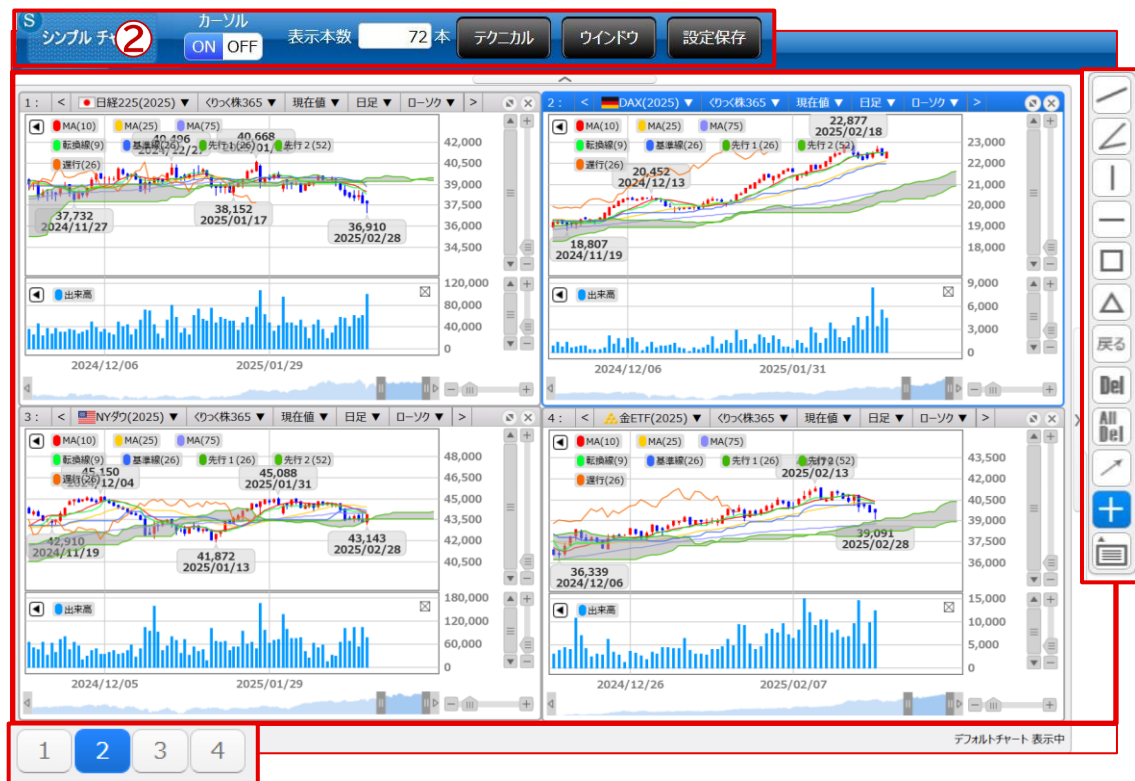 S
シンプル チャ
②
カーソル
ON OFF
表示本数 72 本
テクニカル
ウインドウ
設定保存
1: < 日経225(2025) ▼ くりっく株365 ▼ 現在値 ▼ 日足 ▼ ローソク ▼ >
MA(10) MA(25) MA(75)
転換線(9) 基準線(26) 先行1(26) 先行2(52)
遅行(26)
40,668
37,732
2024/11/27
38,152
2025/01/17
36,910
2025/02/28
42,000
40,500
39,000
37,500
36,000
34,500
出来高
120,000
80,000
40,000
0
2024/12/06 2025/01/29
2: < DAX(2025) ▼ くりっく株365 ▼ 現在値 ▼ 日足 ▼ ローソク ▼ >
MA(10) MA(25) MA(75)
転換線(9) 基準線(26) 先行1(26) 先行2(52)
遅行(26)
22,877
2025/02/18
20,452
2024/12/13
18,807
2024/11/19
23,000
22,000
21,000
20,000
19,000
18,000
出来高
9,000
6,000
3,000
0
2024/12/06 2025/01/31
3: < NYダウ(2025) ▼ くりっく株365 ▼ 現在値 ▼ 日足 ▼ ローソク ▼ >
MA(10) MA(25) MA(75)
転換線(9) 基準線(26) 先行1(26) 先行2(52)
遅行(26)
45,150
2024/12/04
45,088
2025/01/31
42,910
2024/11/19
41,872
2025/01/13
43,143
2025/02/28
48,000
46,500
45,000
43,500
42,000
40,500
出来高
180,000
120,000
60,000
0
2024/12/05 2025/01/29
4: < 金ETF(2025) ▼ くりっく株365 ▼ 現在値 ▼ 日足 ▼ ローソク ▼ >
MA(10) MA(25) MA(75)
転換線(9) 基準線(26) 先行1(26) 先行2(52)
遅行(26)
2025/02/13
36,339
2024/12/06
39,091
2025/02/28
43,500
42,000
40,500
39,000
37,500
36,000
出来高
15,000
10,000
5,000
0
2024/12/26 2025/02/07
戻る
Del
All
Del
1 2 3 4
デフォルトチャート 表示中